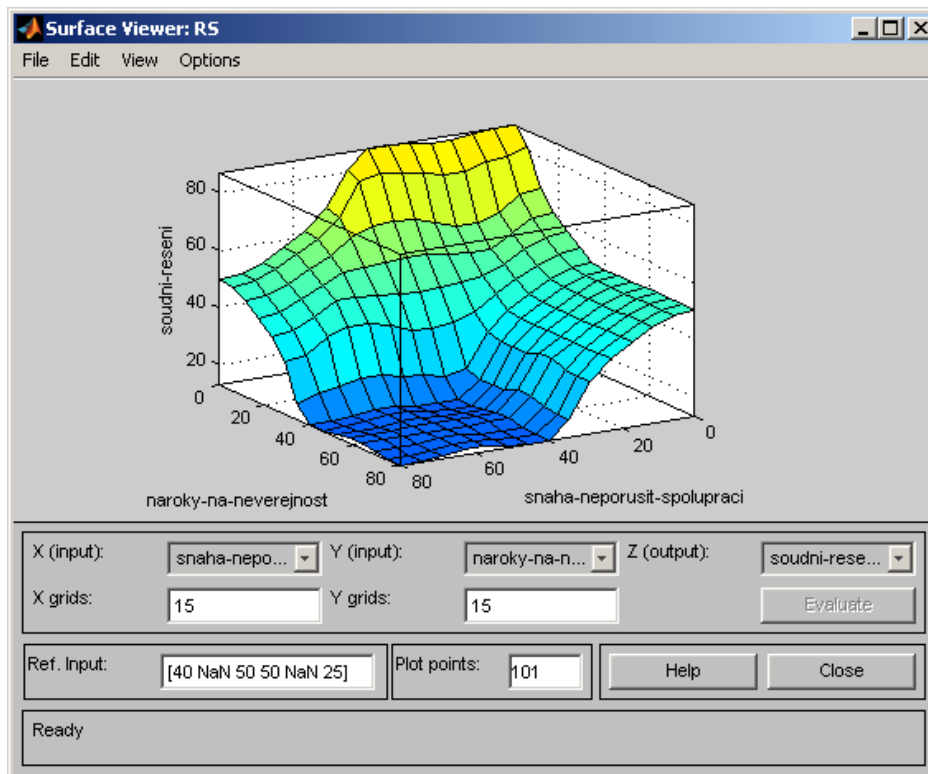 Surface Viewer: RS
File Edit View Options
80
60
40
20
0
soudni-reseni
20
40
60
80
naroky-na-neverejnost
80
60
40
20
0
snaha-neporusit-spolupraci
X (input): snaha-nepo... Y (input): naroky-na-n... Z (output): soudni-rese...
X grids: 15 Y grids: 15 Evaluate
Ref. Input: [40 NaN 50 50 NaN 25] Plot points: 101 Help Close
Ready